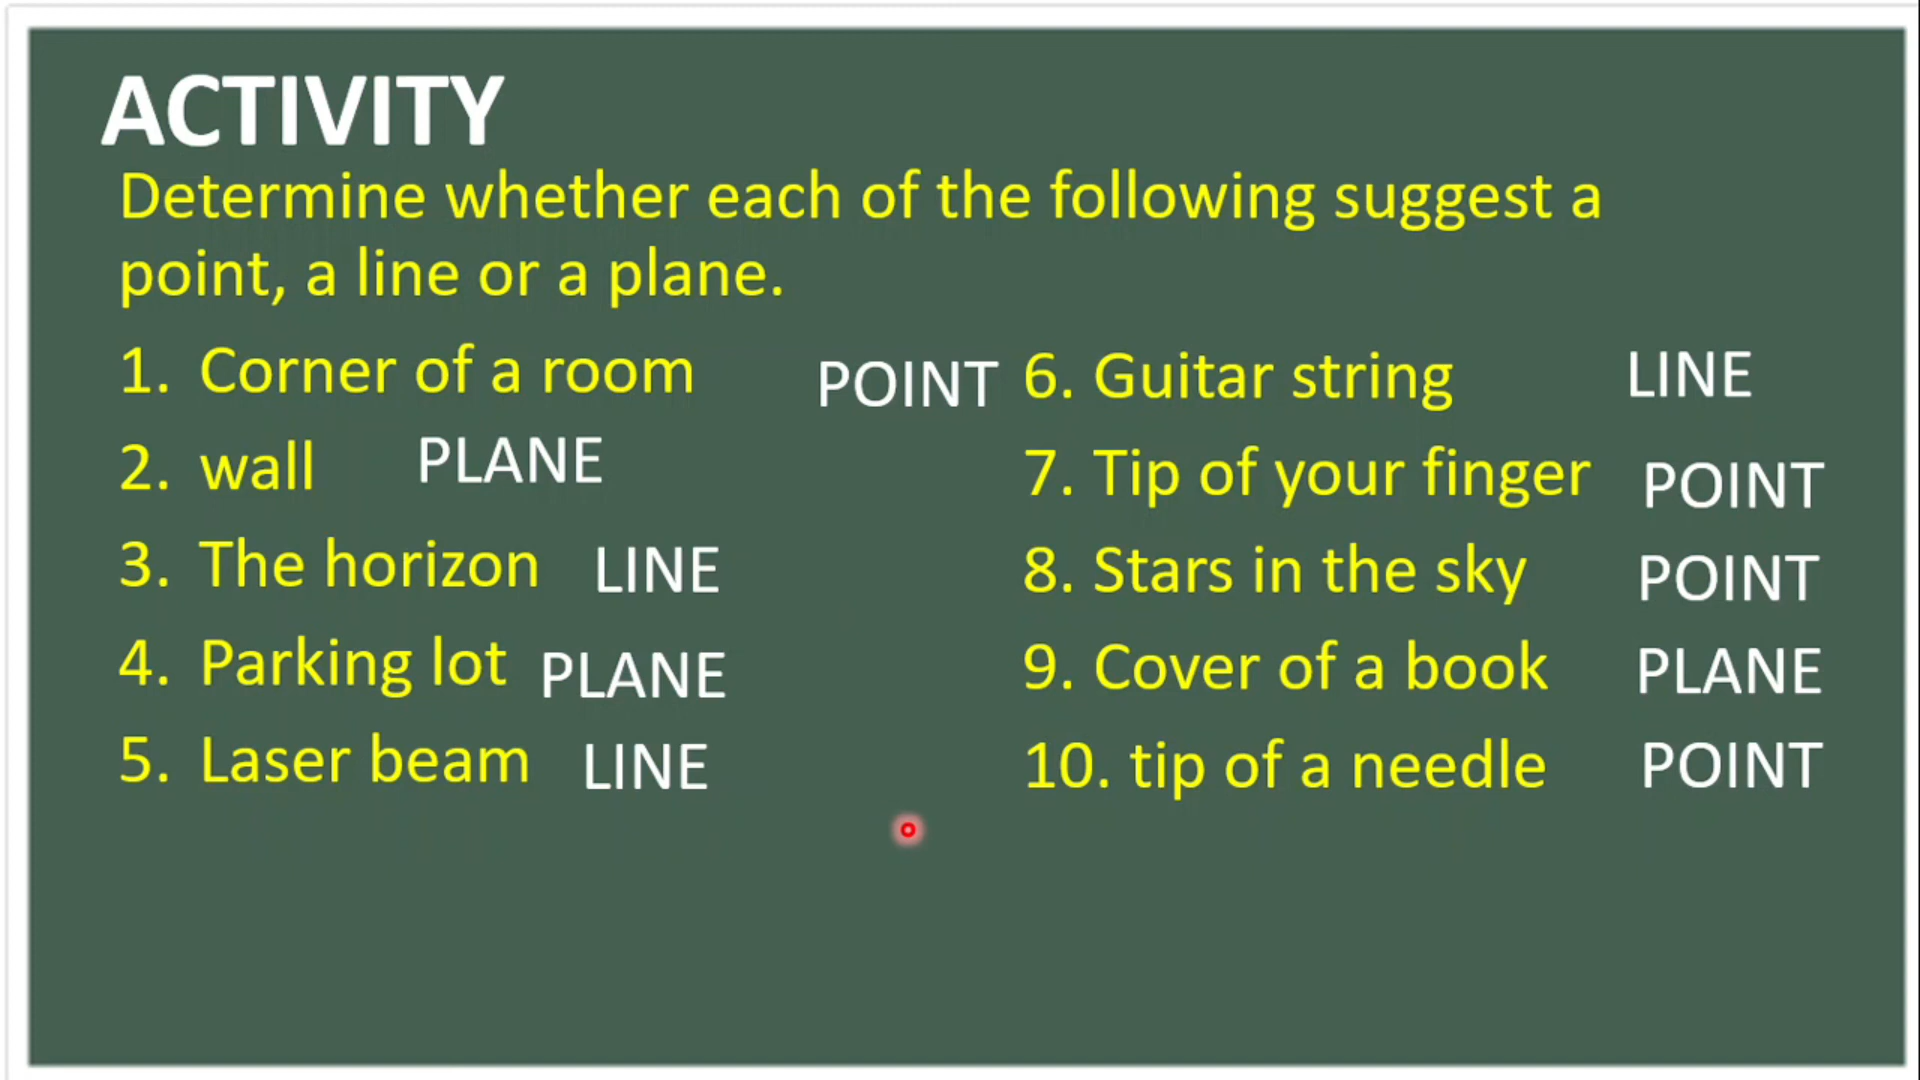 ACTIVITY
Determine whether each of the following suggest a
point, a line or a plane.
1. Corner of a room POINT
2. wall PLANE
3. The horizon LINE
4. Parking lot PLANE
5. Laser beam LINE
6. Guitar string LINE
7. Tip of your finger POINT
8. Stars in the sky POINT
9. Cover of a book PLANE
10. tip of a needle POINT